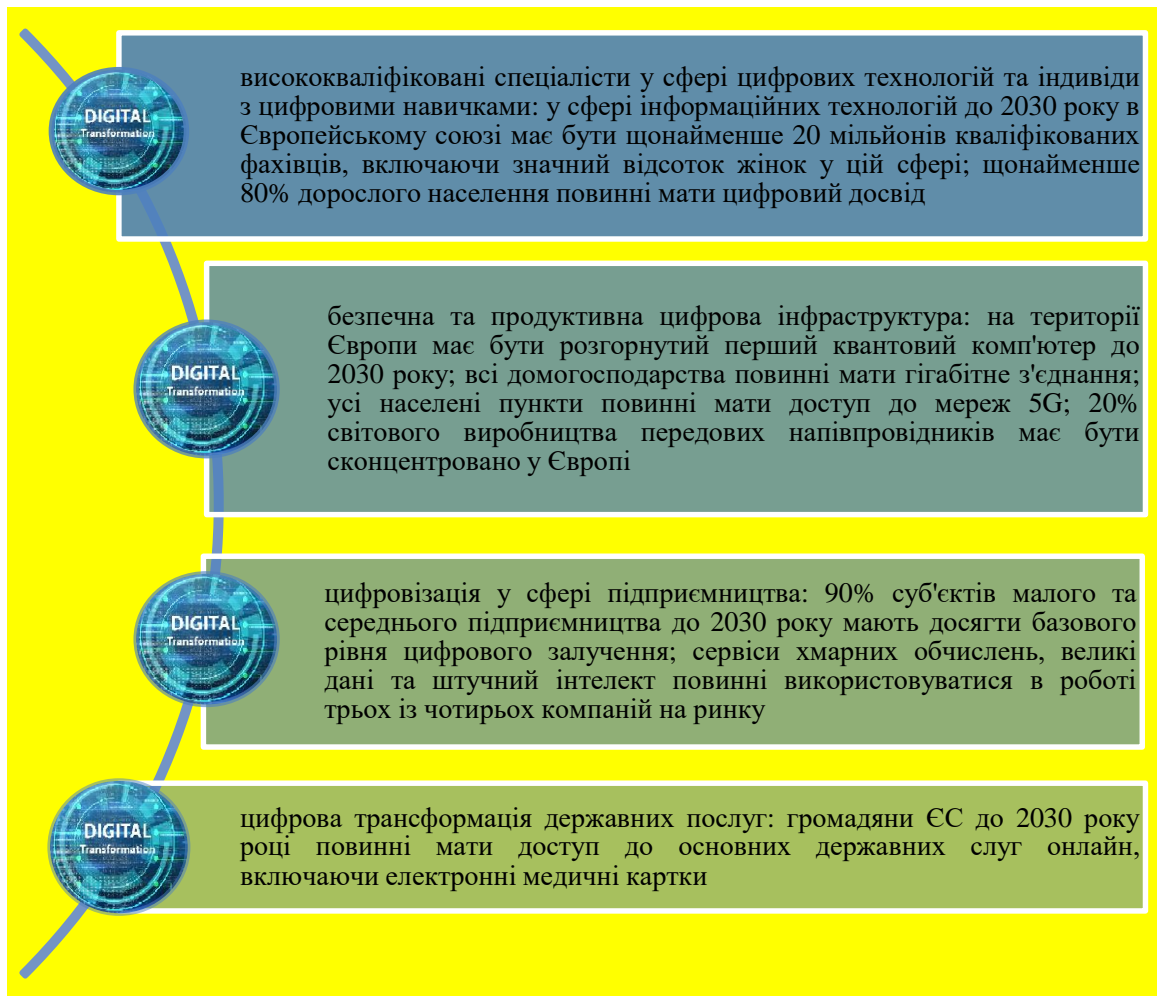 DIGITAL
Transformation
висококваліфіковані спеціалісти у сфері цифрових технологій та індивіди
з цифровими навичками: у сфері інформаційних технологій до 2030 року в
Європейському союзі має бути щонайменше 20 мільйонів кваліфікованих
фахівців, включаючи значний відсоток жінок у цій сфері; щонайменше
80% дорослого населення повинні мати цифровий досвід
DIGITAL
Transformation
безпечна та продуктивна цифрова інфраструктура: на території
Європи має бути розгорнутий перший квантовий комп'ютер до
2030 року; всі домогосподарства повинні мати гігабітне з'єднання;
усі населені пункти повинні мати доступ до мереж 5G; 20%
світового виробництва передових напівпровідників має бути
сконцентровано у Європі
DIGITAL
Transformation
цифровізація у сфері підприємництва: 90% суб'єктів малого та
середнього підприємництва до 2030 року мають досягти базового
рівня цифрового залучення; сервіси хмарних обчислень, великі
дані та штучний інтелект повинні використовуватися в роботі
трьох із чотирьох компаній на ринку
DIGITAL
Transformation
цифрова трансформація державних послуг: громадяни ЄС до 2030 року
році повинні мати доступ до основних державних слуг онлайн,
включаючи електронні медичні картки